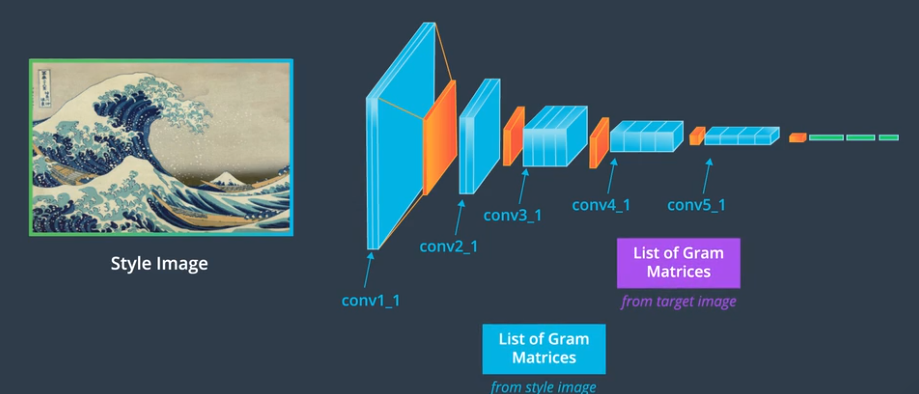 Style Image
conv1_1
conv2_1
conv3_1
conv4_1
conv5_1
List of Gram
Matrices
from target image
List of Gram
Matrices
from style image